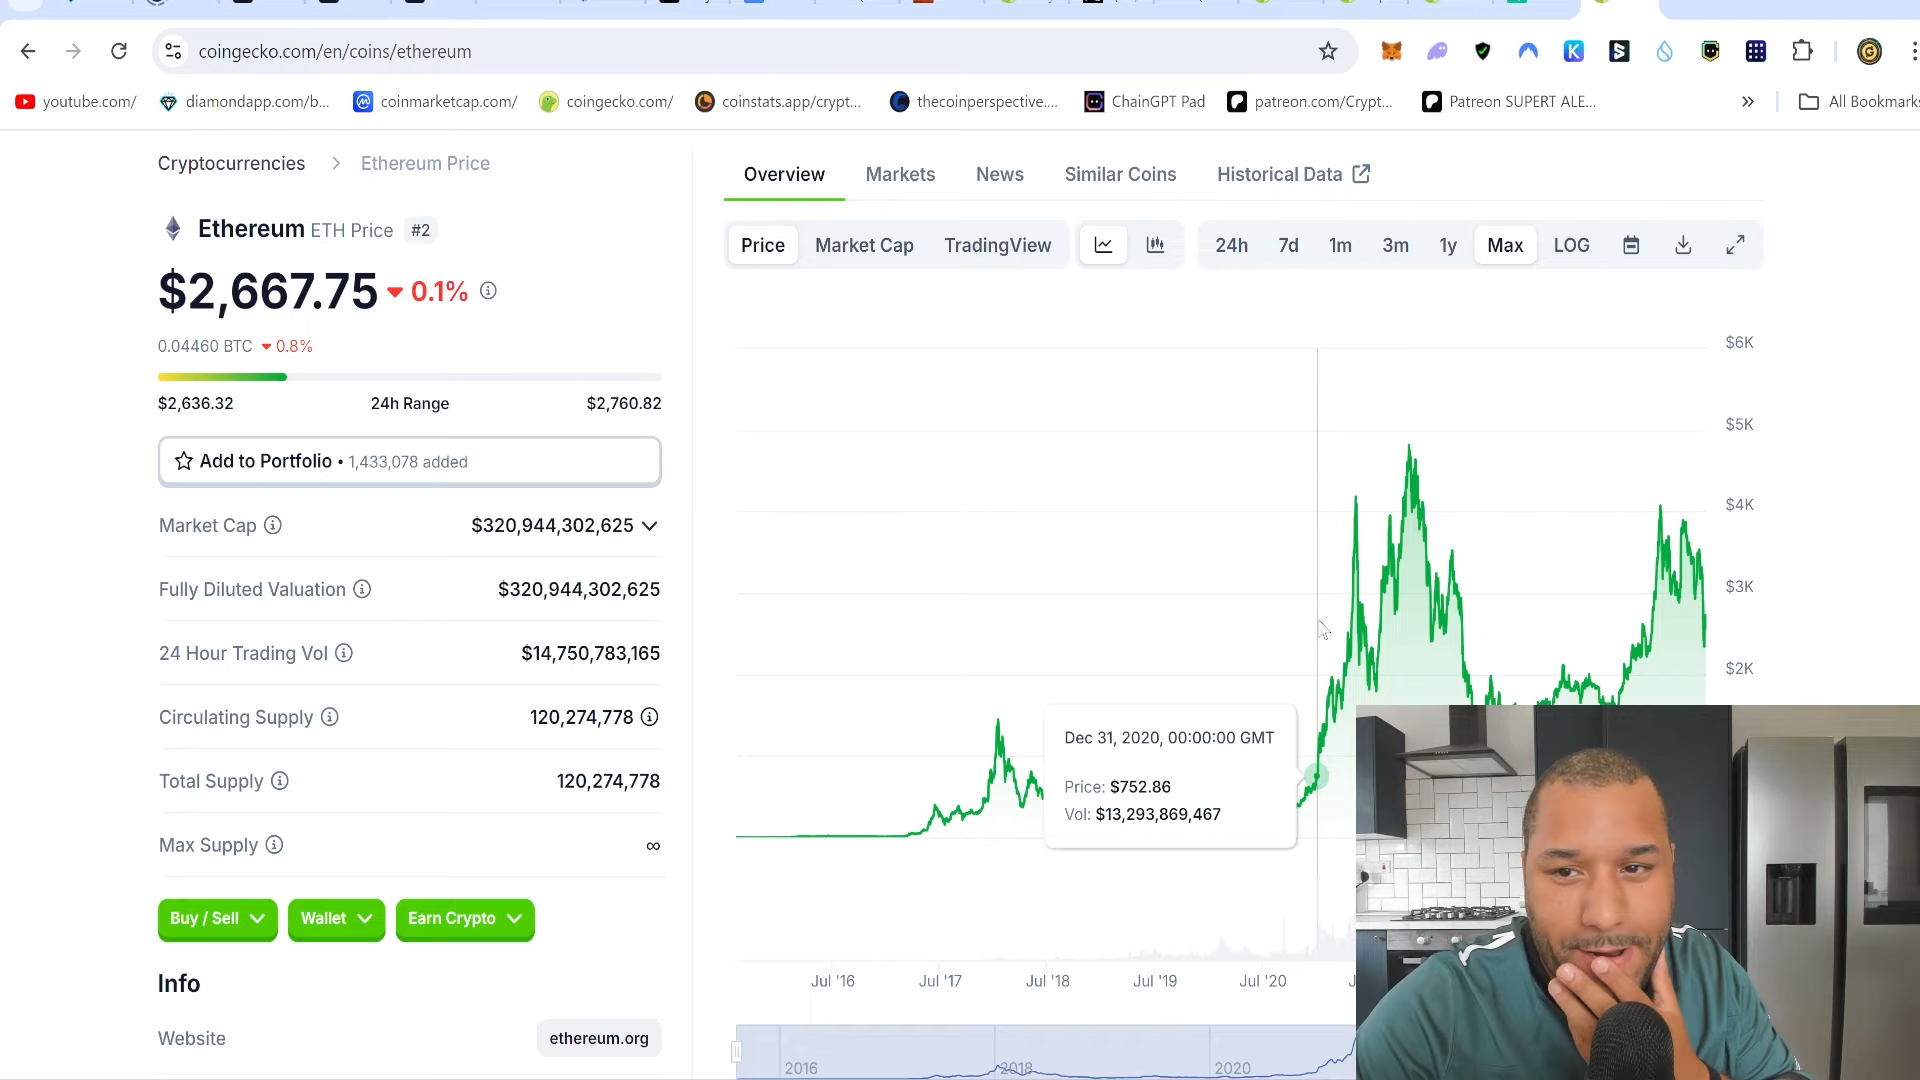 coingecko.com/en/coins/ethereum
youtube.com/
diamondapp.com/b...
coinmarketcap.com/
coingecko.com/
coinstats.app/crypt...
thecoinperspective....
ChainGPT Pad
patreon.com/Crypt...
Patreon SUPERT ALE...
All Bookmarks
Cryptocurrencies
Ethereum Price
Ethereum ETH Price #2
$2,667.75 0.1%
0.04460 BTC 0.8%
$2,636.32 24h Range $2,760.82
Add to Portfolio • 1,433,078 added
Market Cap $320,944,302,625
Fully Diluted Valuation $320,944,302,625
24 Hour Trading Vol $14,750,783,165
Circulating Supply 120,274,778
Total Supply 120,274,778
Max Supply ∞
Buy / Sell Wallet Earn Crypto
Info
Website ethereum.org
Overview Markets News Similar Coins Historical Data
Price Market Cap TradingView 24h 7d 1m 3m 1y Max LOG
$6K
$5K
$4K
$3K
$2K
Dec 31, 2020, 00:00:00 GMT
Price: $752.86
Vol: $13,293,869,467
Jul '16 Jul '17 Jul '18 Jul '19 Jul '20 J
2016 2018 2020